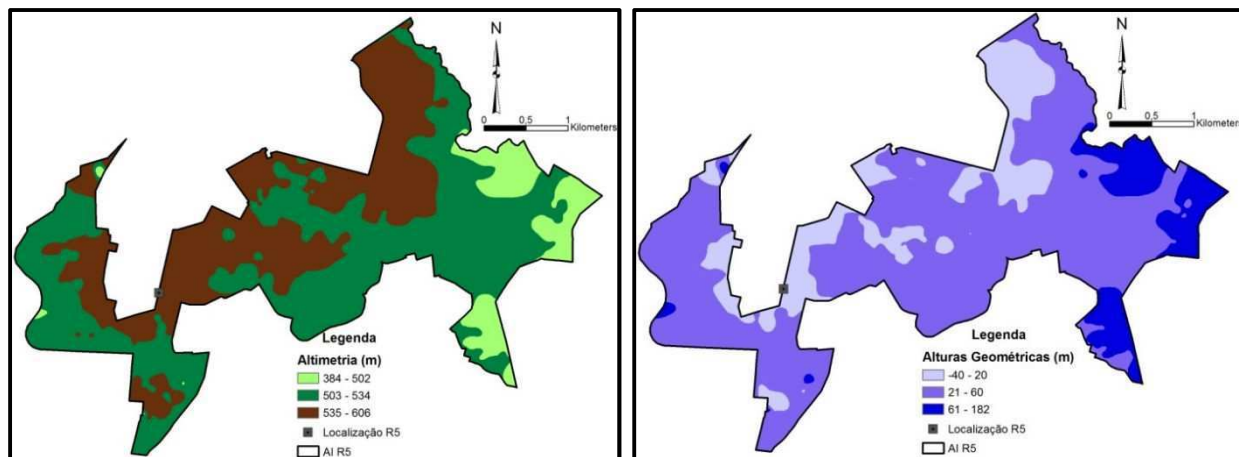 N
0 0,5 1
Kilometers
Legenda
Altimetria (m)
384 - 502
503 - 534
535 - 606
Localização R5
AI R5
N
0 0,5 1
Kilometers
Legenda
Alturas Geométricas (m)
-40 - 20
21 - 60
61 - 182
Localização R5
AI R5